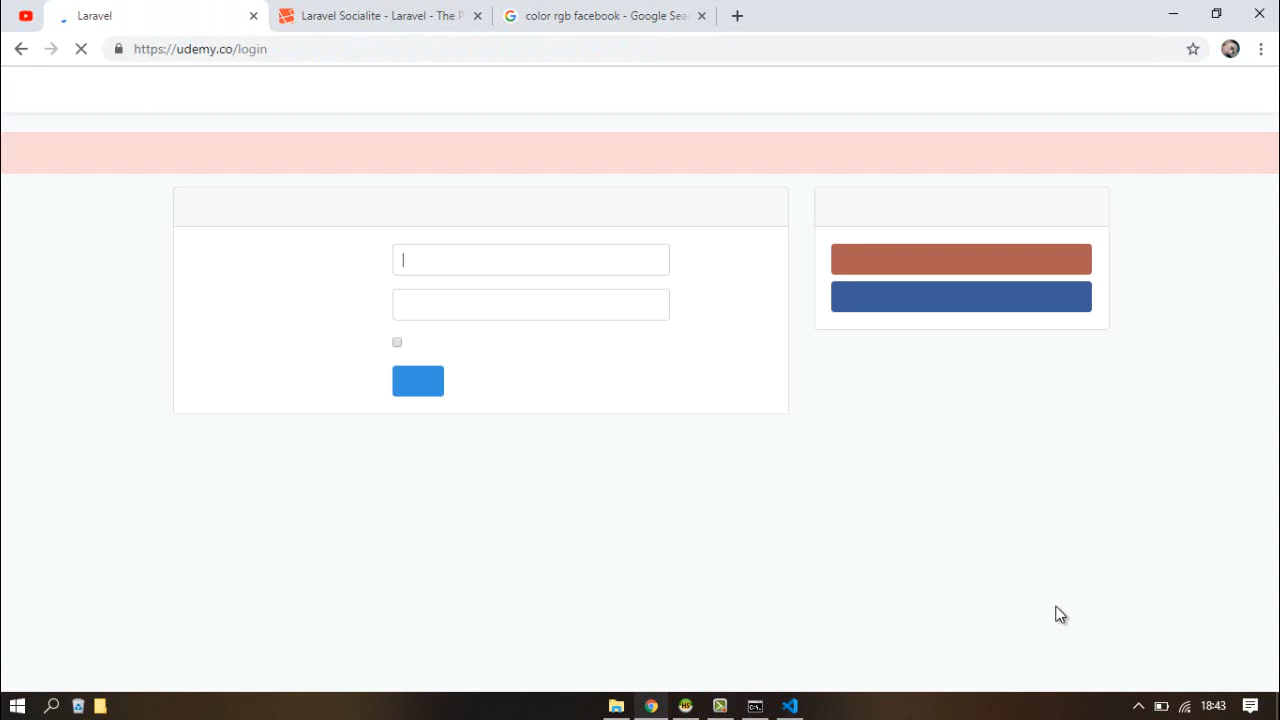 Laravel
Laravel Socialite - Laravel - The P
color rgb facebook - Google Sea
https://udemy.co/login
18:43